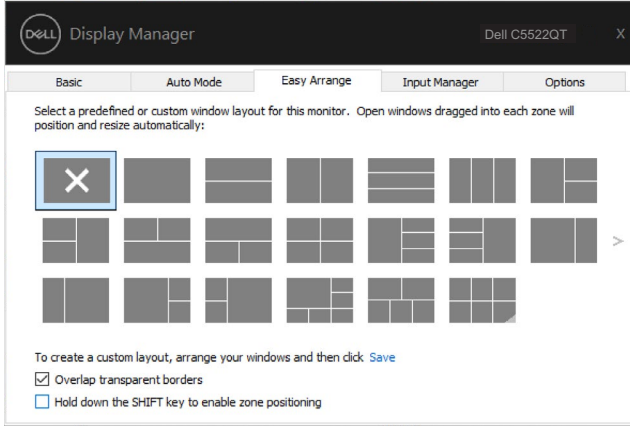 DELL Display Manager
Dell C5522QT
X
Basic
Auto Mode
Easy Arrange
Input Manager
Options
Select a predefined or custom window layout for this monitor. Open windows dragged into each zone will
position and resize automatically:
>
To create a custom layout, arrange your windows and then click Save
Overlap transparent borders
Hold down the SHIFT key to enable zone positioning